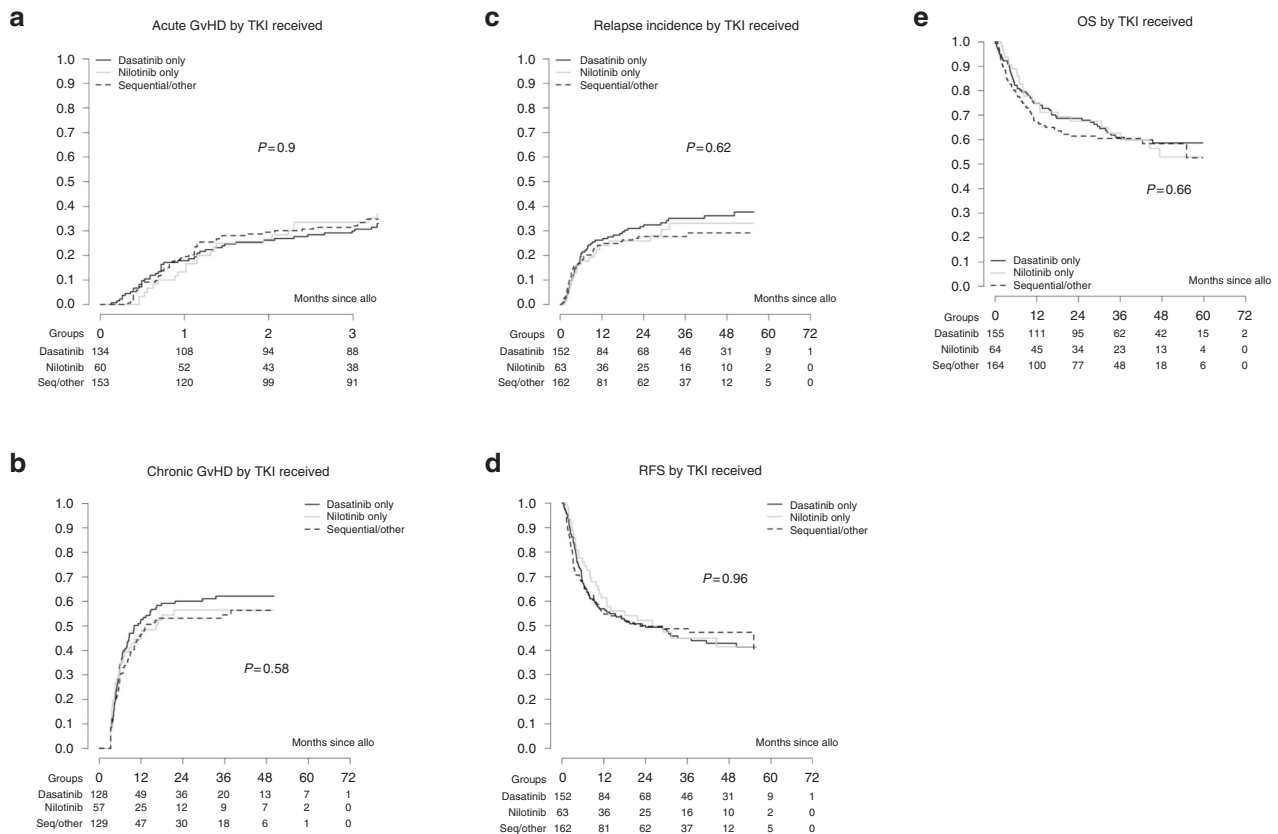 a
Acute GvHD by TKI received
1.0
0.9
0.8
0.7
0.6
0.5
0.4
0.3
0.2
0.1
0.0
Dasatinib only
Nilotinib only
Sequential/other
P=0.9
Months since allo
Groups 0 1 2 3
Dasatinib 134 108 94 88
Nilotinib 60 52 43 38
Seq/other 153 120 99 91
b
Chronic GvHD by TKI received
1.0
0.9
0.8
0.7
0.6
0.5
0.4
0.3
0.2
0.1
0.0
Dasatinib only
Nilotinib only
Sequential/other
P=0.58
Months since allo
Groups 0 12 24 36 48 60 72
Dasatinib 128 49 36 20 13 7 1
Nilotinib 57 25 12 9 7 2 0
Seq/other 129 47 30 18 6 1 0
c
Relapse incidence by TKI received
1.0
0.9
0.8
0.7
0.6
0.5
0.4
0.3
0.2
0.1
0.0
Dasatinib only
Nilotinib only
Sequential/other
P=0.62
Months since allo
Groups 0 12 24 36 48 60 72
Dasatinib 152 84 68 46 31 9 1
Nilotinib 63 36 25 16 10 2 0
Seq/other 162 81 62 37 12 5 0
d
RFS by TKI received
1.0
0.9
0.8
0.7
0.6
0.5
0.4
0.3
0.2
0.1
0.0
Dasatinib only
Nilotinib only
Sequential/other
P=0.96
Months since allo
Groups 0 12 24 36 48 60 72
Dasatinib 152 84 68 46 31 9 1
Nilotinib 63 36 25 16 10 2 0
Seq/other 162 81 62 37 12 5 0
e
OS by TKI received
1.0
0.9
0.8
0.7
0.6
0.5
0.4
0.3
0.2
0.1
0.0
P=0.66
Dasatinib only
Nilotinib only
Sequential/other
Months since allo
Groups 0 12 24 36 48 60 72
Dasatinib 155 111 95 62 42 15 2
Nilotinib 64 45 34 23 13 4 0
Seq/other 164 100 77 48 18 6 0